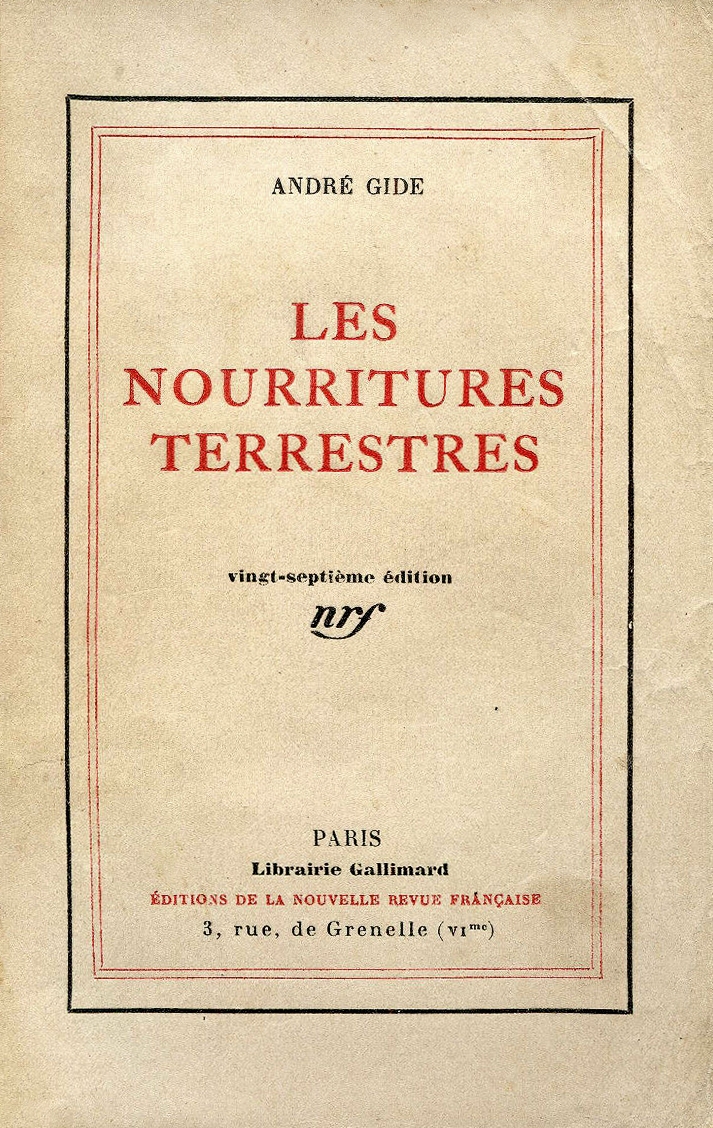 ANDRÉ GIDE
LES
NOURRITURES
TERRESTRES
vingt-septième édition
nrf
PARIS
Librairie Gallimard
ÉDITIONS DE LA NOUVELLE REVUE FRANÇAISE
3, rue, de Grenelle (VIᵐᵉ)